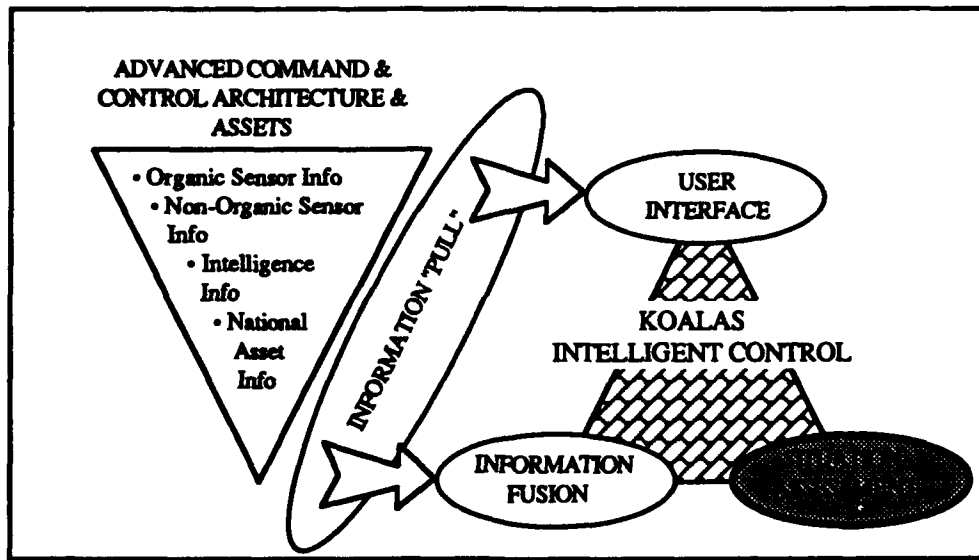 ADVANCED COMMAND &
CONTROL ARCHITECTURE &
ASSETS
• Organic Sensor Info
• Non-Organic Sensor
Info
• Intelligence
Info
• National
Asset
Info
INFORMATION "PULL"
USER
INTERFACE
KOALAS
INTELLIGENT CONTROL
INFORMATION
FUSION